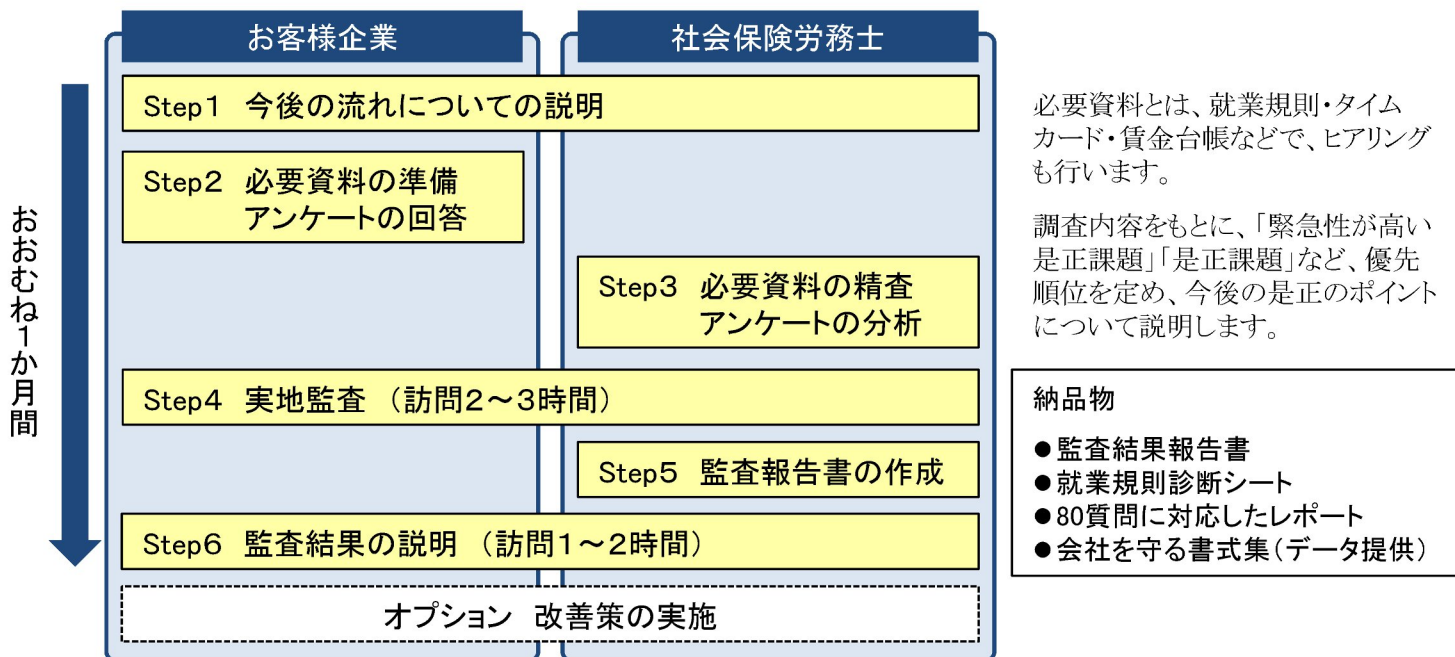 お客様企業
社会保険労務士
おおむね1か月間
Step1 今後の流れについての説明
Step2 必要資料の準備
アンケートの回答
Step3 必要資料の精査
アンケートの分析
Step4 実地監査 （訪問2～3時間）
Step5 監査報告書の作成
Step6 監査結果の説明 （訪問1～2時間）
オプション 改善策の実施
必要資料とは、就業規則・タイム
カード・賃金台帳などで、ヒアリング
も行います。
調査内容をもとに、「緊急性が高い
是正課題」「是正課題」など、優先
順位を定め、今後の是正のポイント
について説明します。
納品物
●監査結果報告書
●就業規則診断シート
●80質問に対応したレポート
●会社を守る書式集（データ提供）